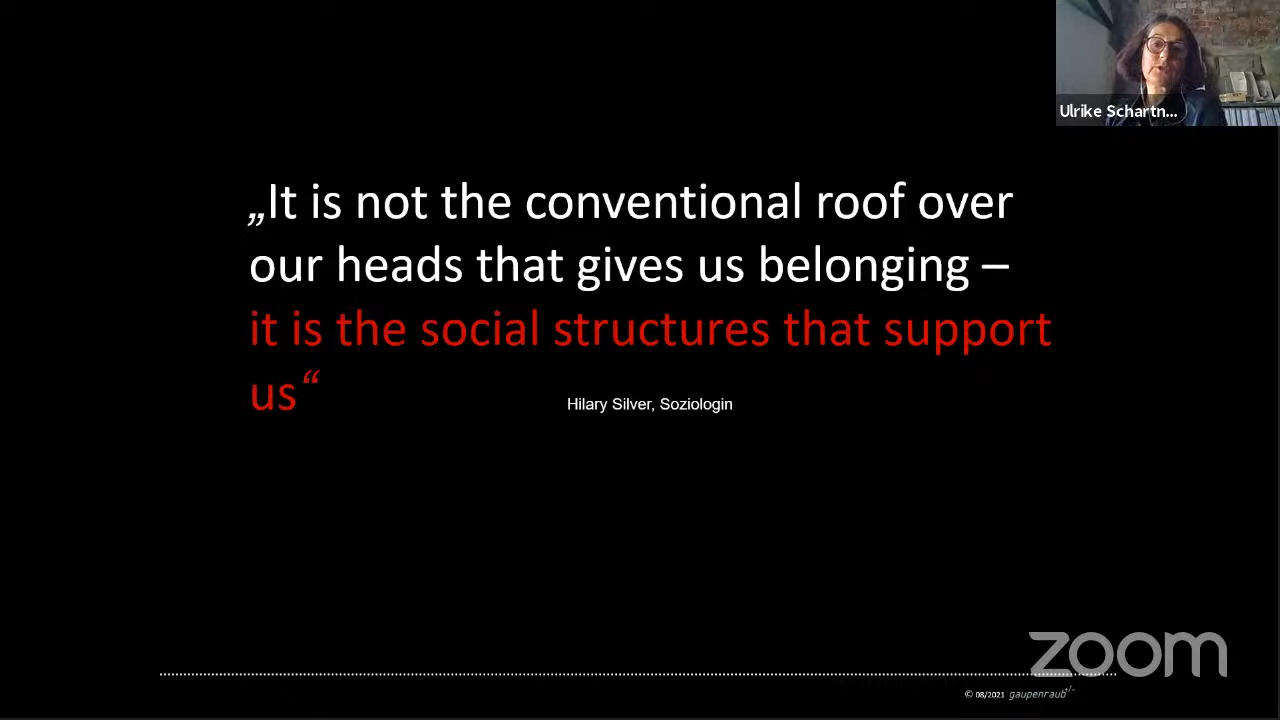 Ulrike Schartn...
„It is not the conventional roof over
our heads that gives us belonging –
it is the social structures that support
us“
Hilary Silver, Soziologin
zoom
© 08/2021 gaupenraub+/-